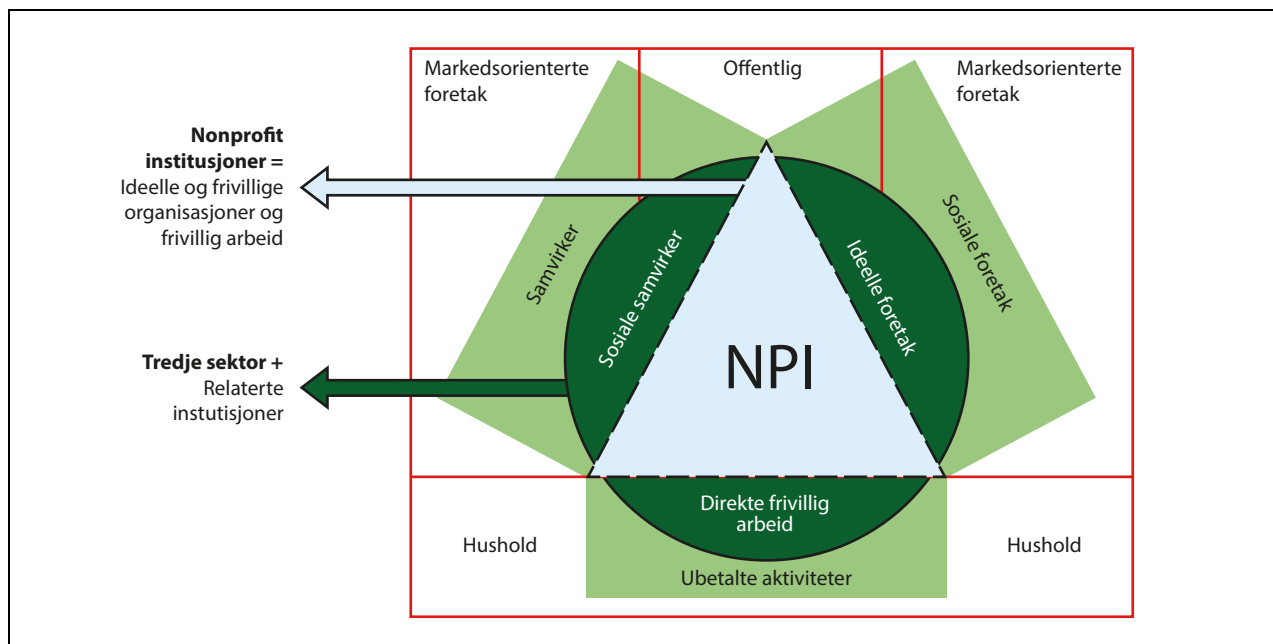 Markedsorienterte
foretak
Offentlig
Markedsorienterte
foretak
Nonprofit
institusjoner =
Ideelle og frivillige
organisasjoner og
frivillig arbeid
Samvirker
Sosiale samvirker
Ideelle foretak
Sosiale foretak
NPI
Tredje sektor +
Relaterte
instutisjoner
Direkte frivillig
arbeid
Hushold
Hushold
Ubetalte aktiviteter